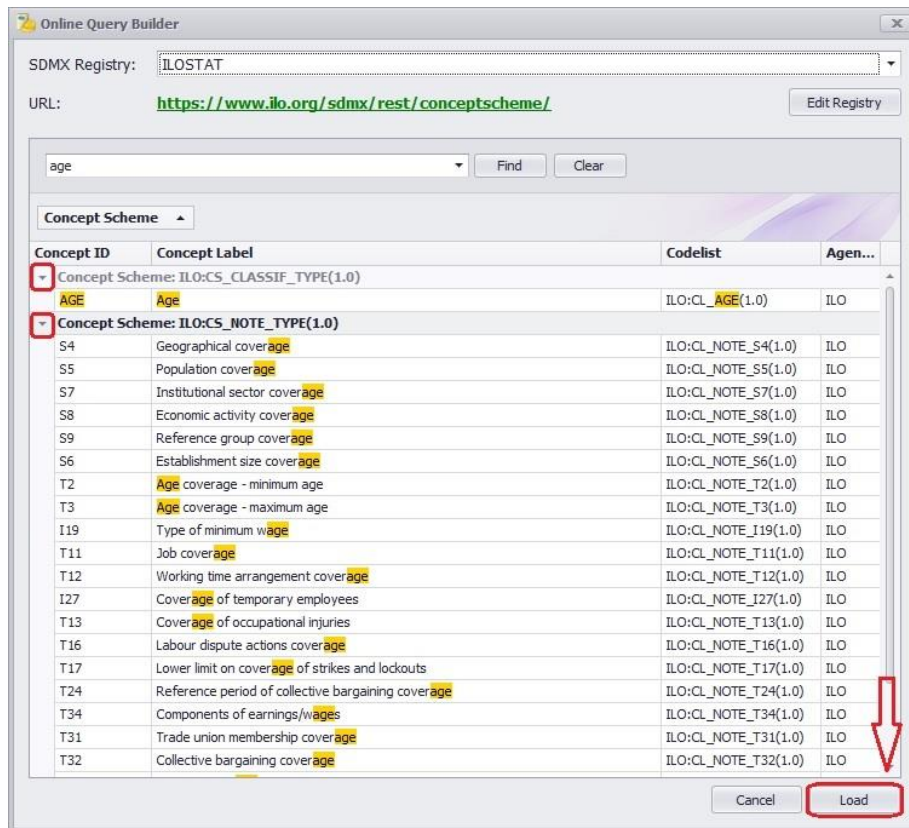 Online Query Builder
SDMX Registry: ILOSTAT
URL: https://www.ilo.org/sdmx/rest/conceptscheme/ Edit Registry
age Find Clear
Concept Scheme
Concept ID Concept Label Codelist Agen...
Concept Scheme: ILO:CS_CLASSIF_TYPE(1.0)
AGE Age ILO:CL_AGE(1.0) ILO
Concept Scheme: ILO:CS_NOTE_TYPE(1.0)
S4 Geographical coverage ILO:CL_NOTE_S4(1.0) ILO
S5 Population coverage ILO:CL_NOTE_S5(1.0) ILO
S7 Institutional sector coverage ILO:CL_NOTE_S7(1.0) ILO
S8 Economic activity coverage ILO:CL_NOTE_S8(1.0) ILO
S9 Reference group coverage ILO:CL_NOTE_S9(1.0) ILO
S6 Establishment size coverage ILO:CL_NOTE_S6(1.0) ILO
T2 Age coverage - minimum age ILO:CL_NOTE_T2(1.0) ILO
T3 Age coverage - maximum age ILO:CL_NOTE_T3(1.0) ILO
I19 Type of minimum wage ILO:CL_NOTE_I19(1.0) ILO
T11 Job coverage ILO:CL_NOTE_T11(1.0) ILO
T12 Working time arrangement coverage ILO:CL_NOTE_T12(1.0) ILO
I27 Coverage of temporary employees ILO:CL_NOTE_I27(1.0) ILO
T13 Coverage of occupational injuries ILO:CL_NOTE_T13(1.0) ILO
T16 Labour dispute actions coverage ILO:CL_NOTE_T16(1.0) ILO
T17 Lower limit on coverage of strikes and lockouts ILO:CL_NOTE_T17(1.0) ILO
T24 Reference period of collective bargaining coverage ILO:CL_NOTE_T24(1.0) ILO
T34 Components of earnings/wages ILO:CL_NOTE_T34(1.0) ILO
T31 Trade union membership coverage ILO:CL_NOTE_T31(1.0) ILO
T32 Collective bargaining coverage ILO:CL_NOTE_T32(1.0) ILO
Cancel Load